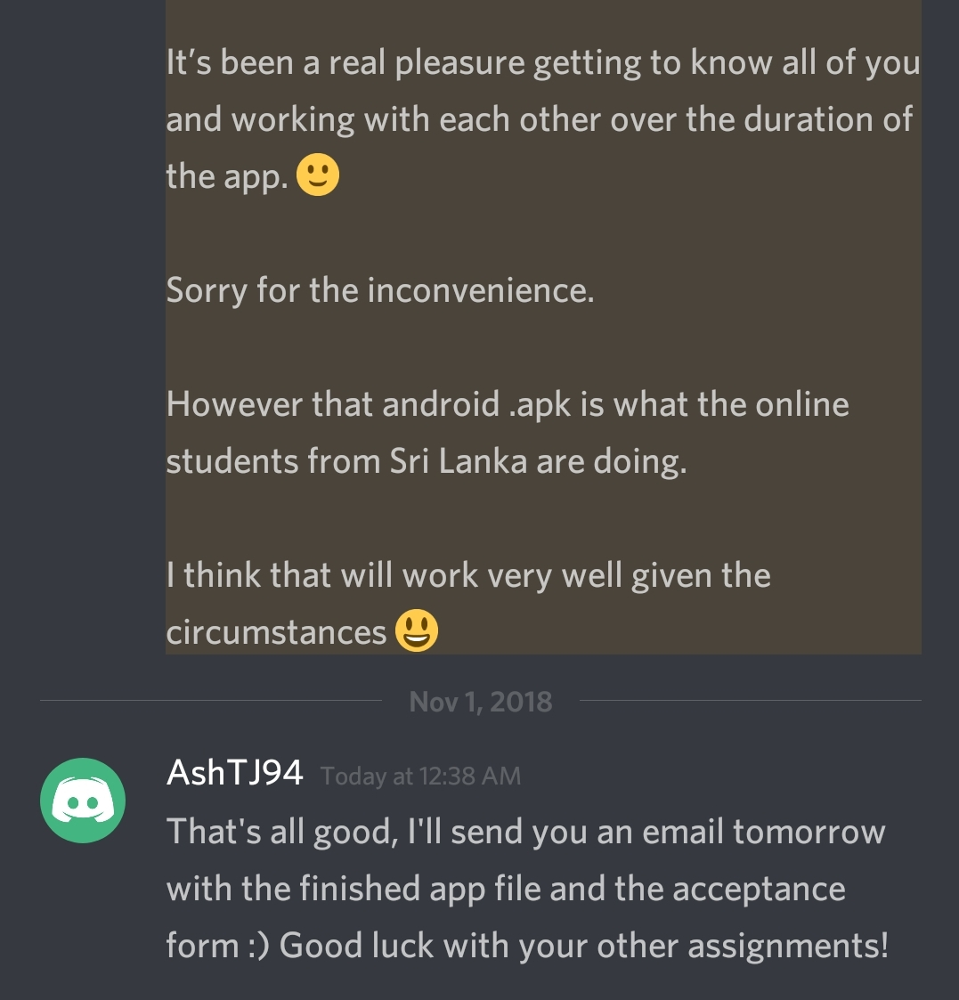 It’s been a real pleasure getting to know all of you
and working with each other over the duration of
the app. 🙂
Sorry for the inconvenience.
However that android .apk is what the online
students from Sri Lanka are doing.
I think that will work very well given the
circumstances 😃
Nov 1, 2018
AshTJ94 Today at 12:38 AM
That's all good, I'll send you an email tomorrow
with the finished app file and the acceptance
form :) Good luck with your other assignments!